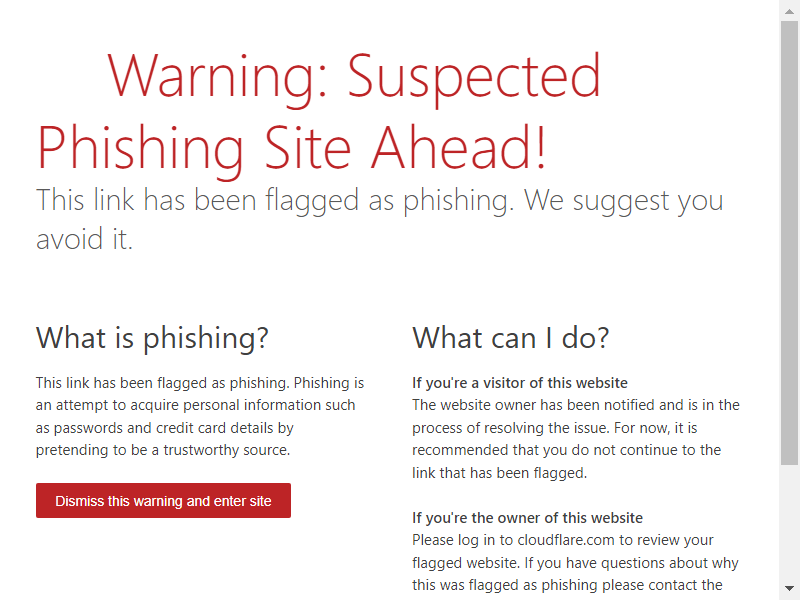 Warning: Suspected
Phishing Site Ahead!
This link has been flagged as phishing. We suggest you
avoid it.
What is phishing?
This link has been flagged as phishing. Phishing is
an attempt to acquire personal information such
as passwords and credit card details by
pretending to be a trustworthy source.
Dismiss this warning and enter site
What can I do?
If you're a visitor of this website
The website owner has been notified and is in the
process of resolving the issue. For now, it is
recommended that you do not continue to the
link that has been flagged.
If you're the owner of this website
Please log in to cloudflare.com to review your
flagged website. If you have questions about why
this was flagged as phishing please contact the